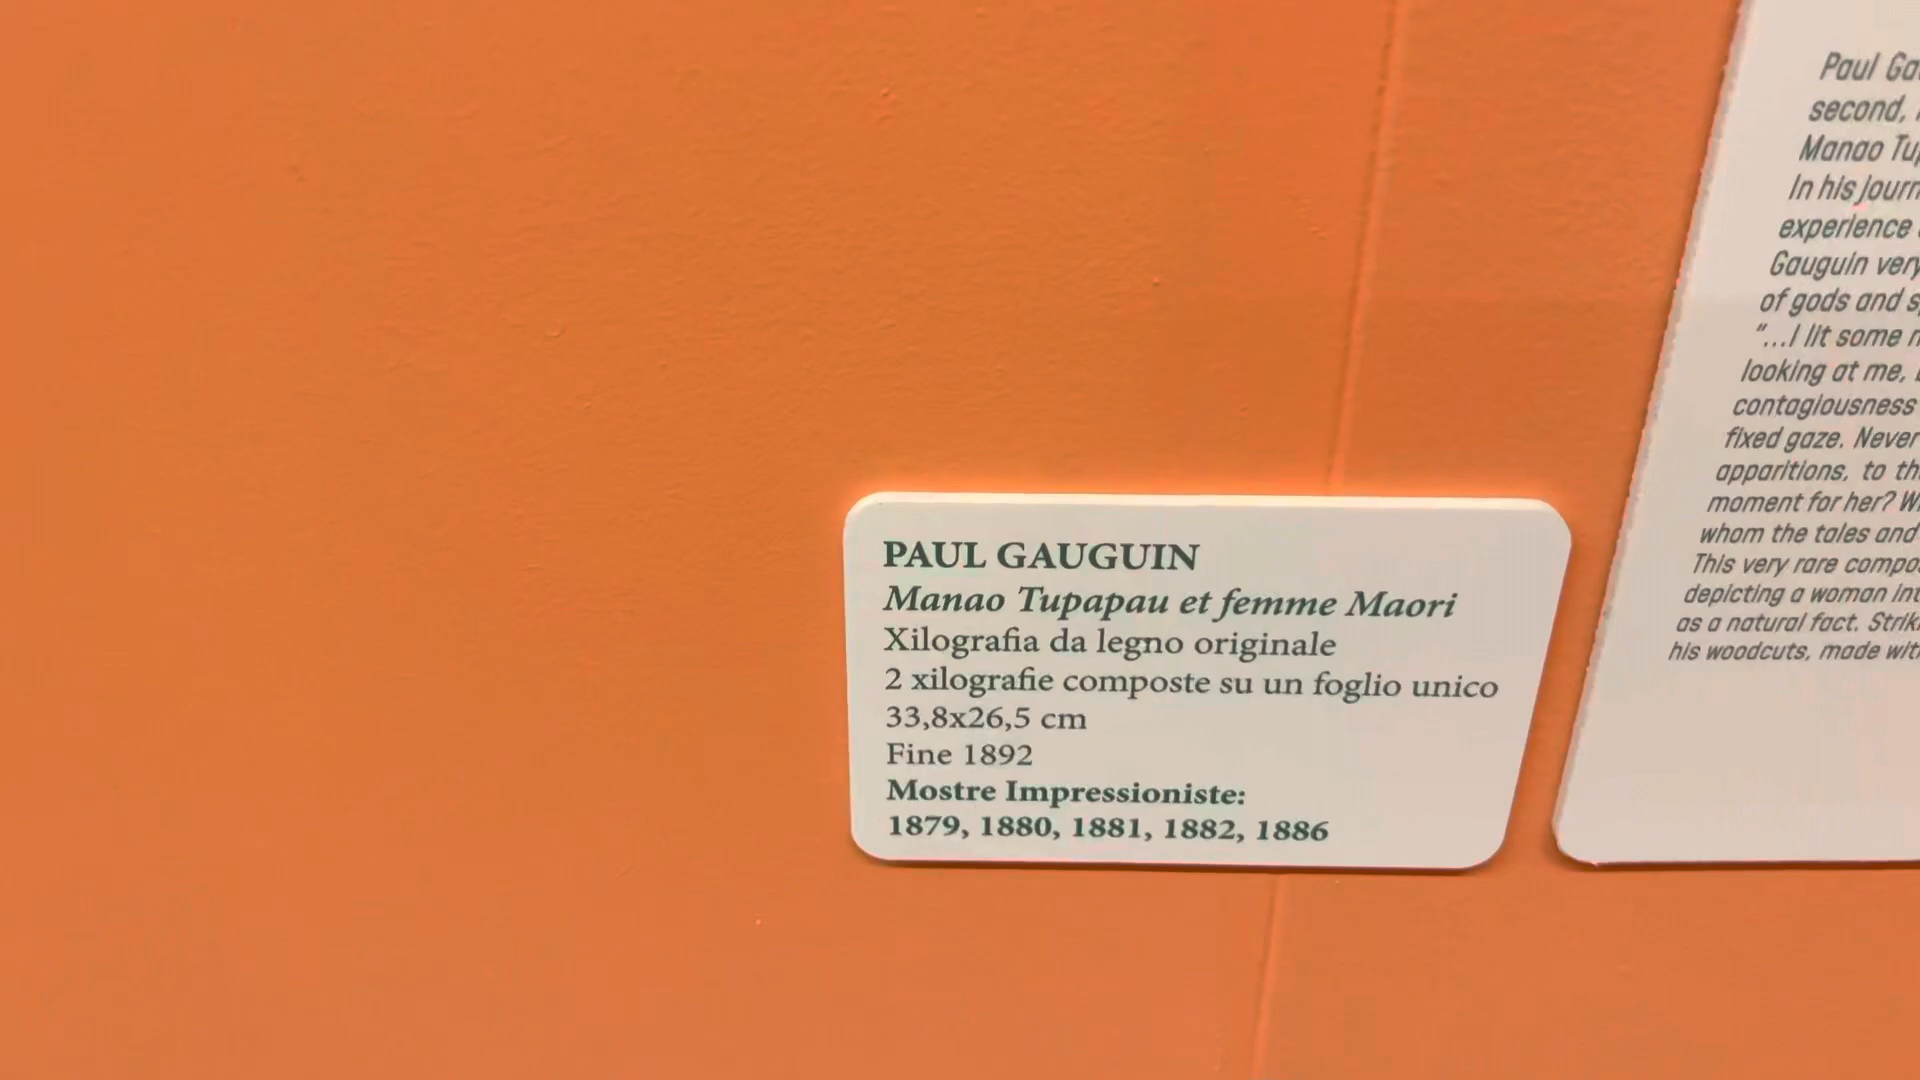 PAUL GAUGUIN
Manao Tupapau et femme Maori
Xilografia da legno originale
2 xilografie composte su un foglio unico
33,8x26,5 cm
Fine 1892
Mostre Impressioniste:
1879, 1880, 1881, 1882, 1886
Paul
second,
Manao
In his
experience
Gauguin very
of gods and
"...I lit some
looking at me,
contagiousness
fixed gaze. Never
apparitions, to
moment for her?
whom the tales and
This very rare
depicting a woman
as a natural fact.
his woodcuts, made